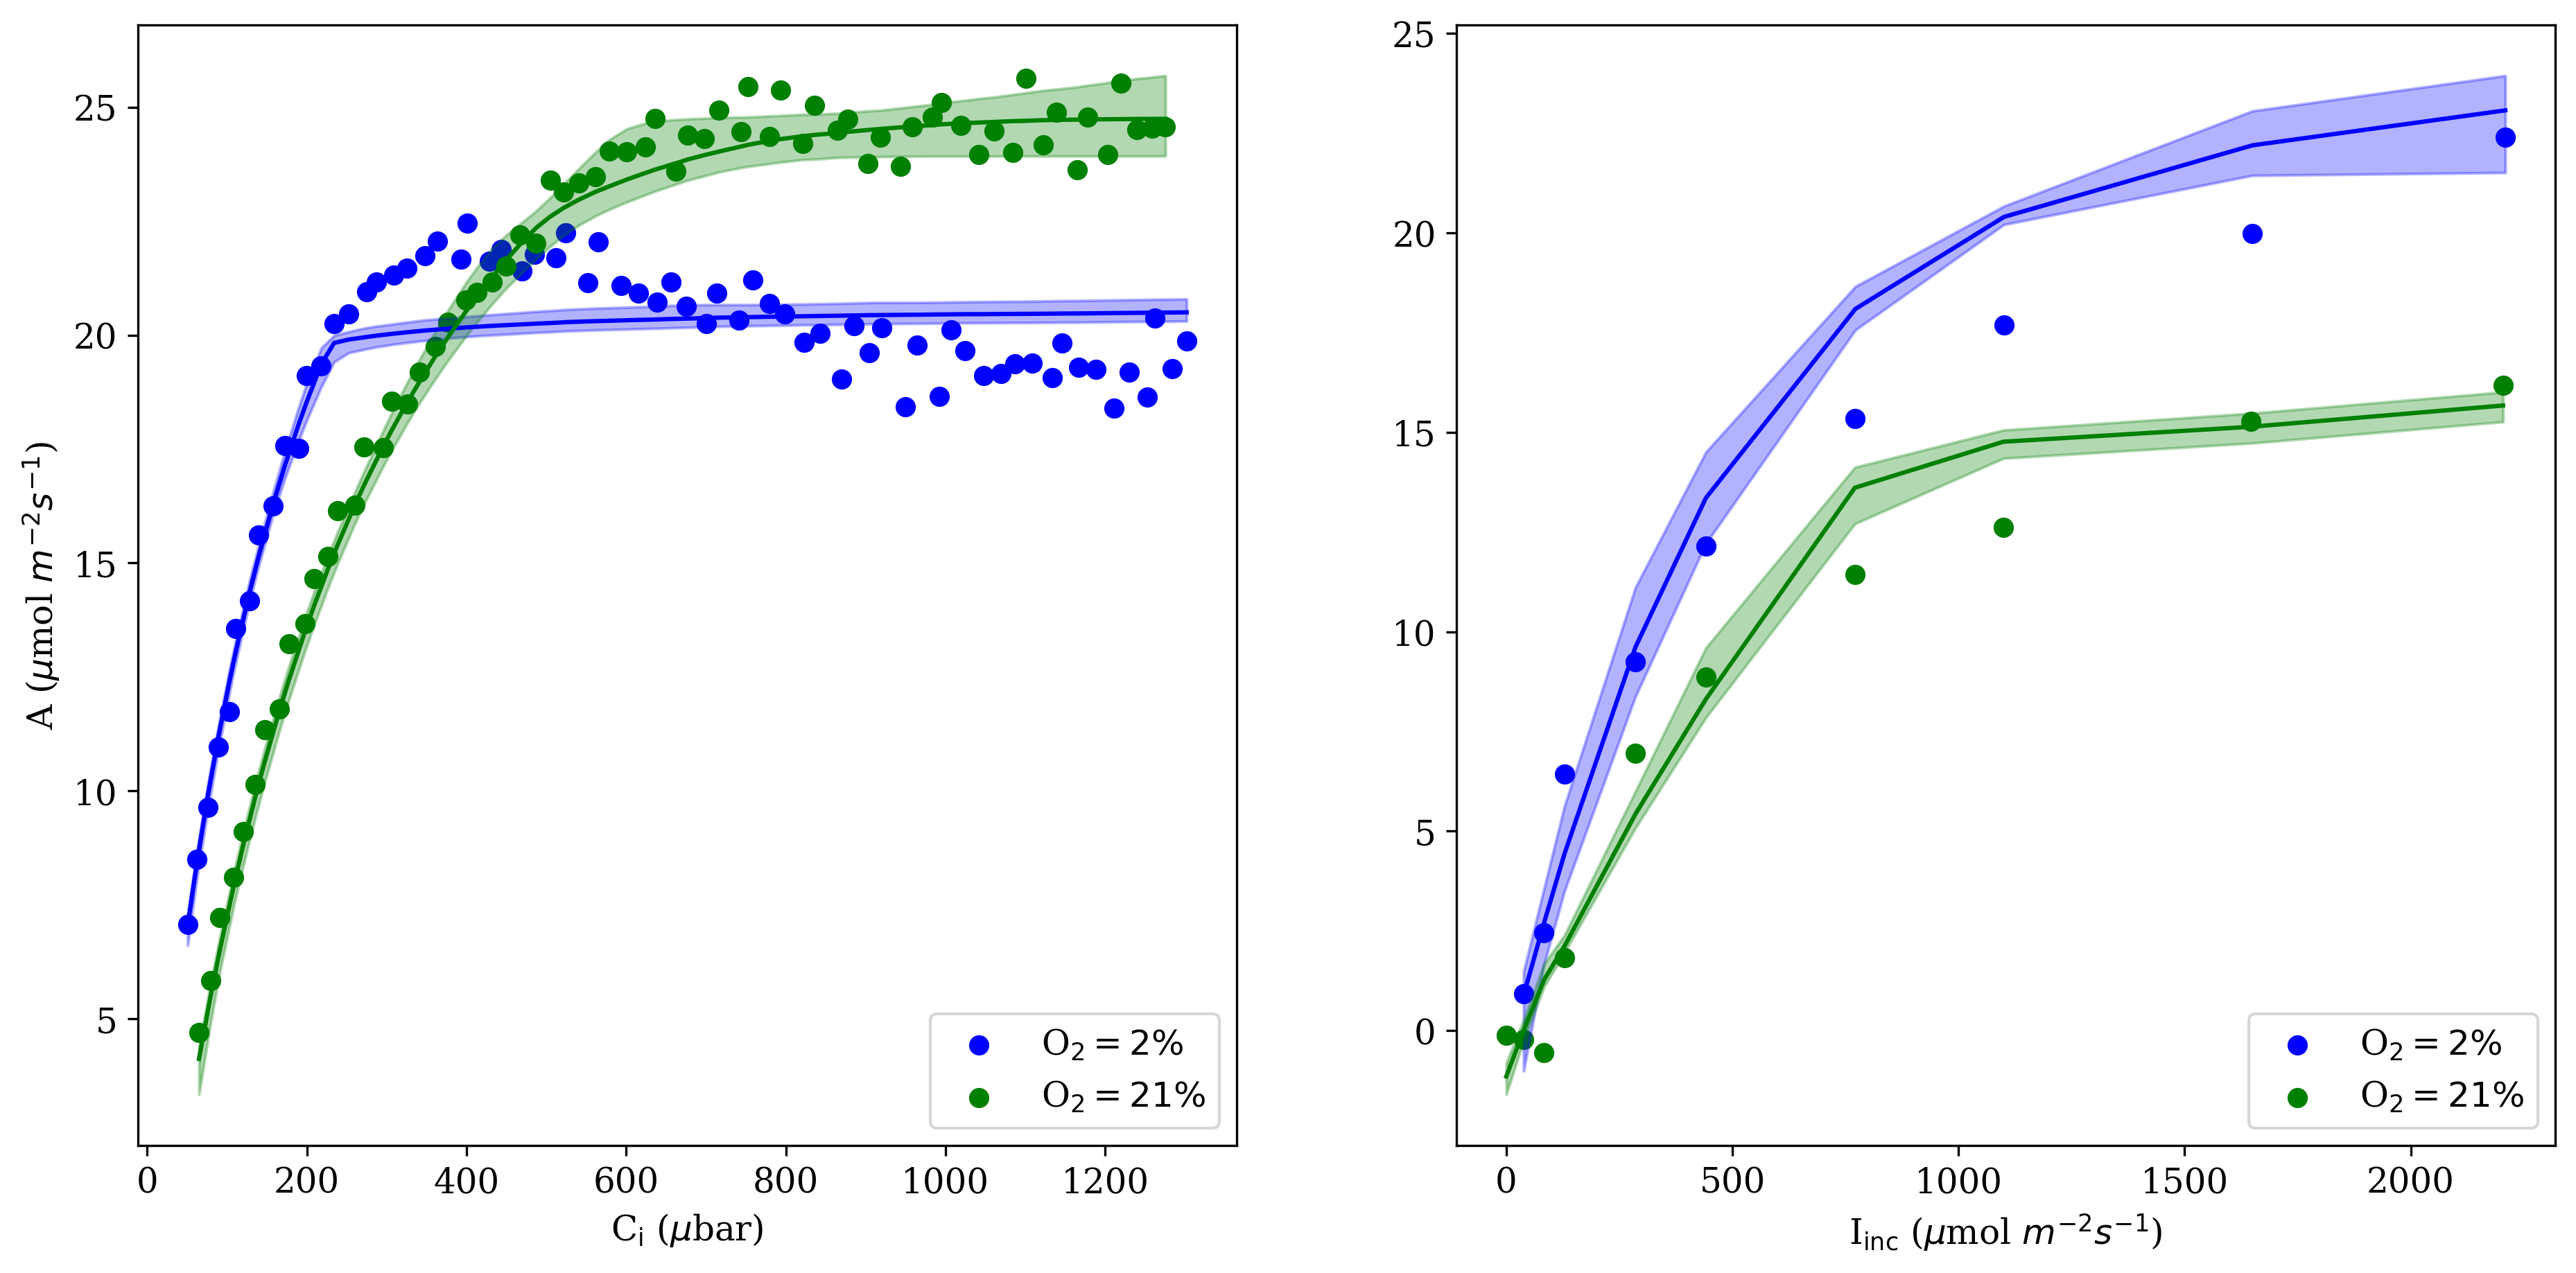 A (μmol m⁻²s⁻¹)
25
20
15
10
5
0 200 400 600 800 1000 1200
C_i (μbar)
O₂ = 2%
O₂ = 21%
25
20
15
10
5
0
0 500 1000 1500 2000
I_inc (μmol m⁻²s⁻¹)
O₂ = 2%
O₂ = 21%